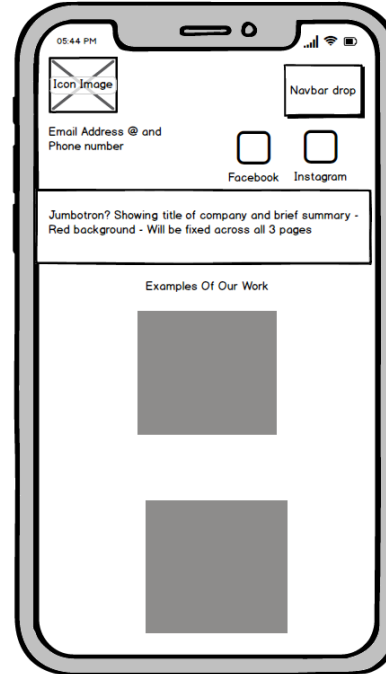 05:44 PM
Icon Image
Navbar drop
Email Address @ and
Phone number
Facebook
Instagram
Jumbotron? Showing title of company and brief summary -
Red background - Will be fixed across all 3 pages
Examples Of Our Work